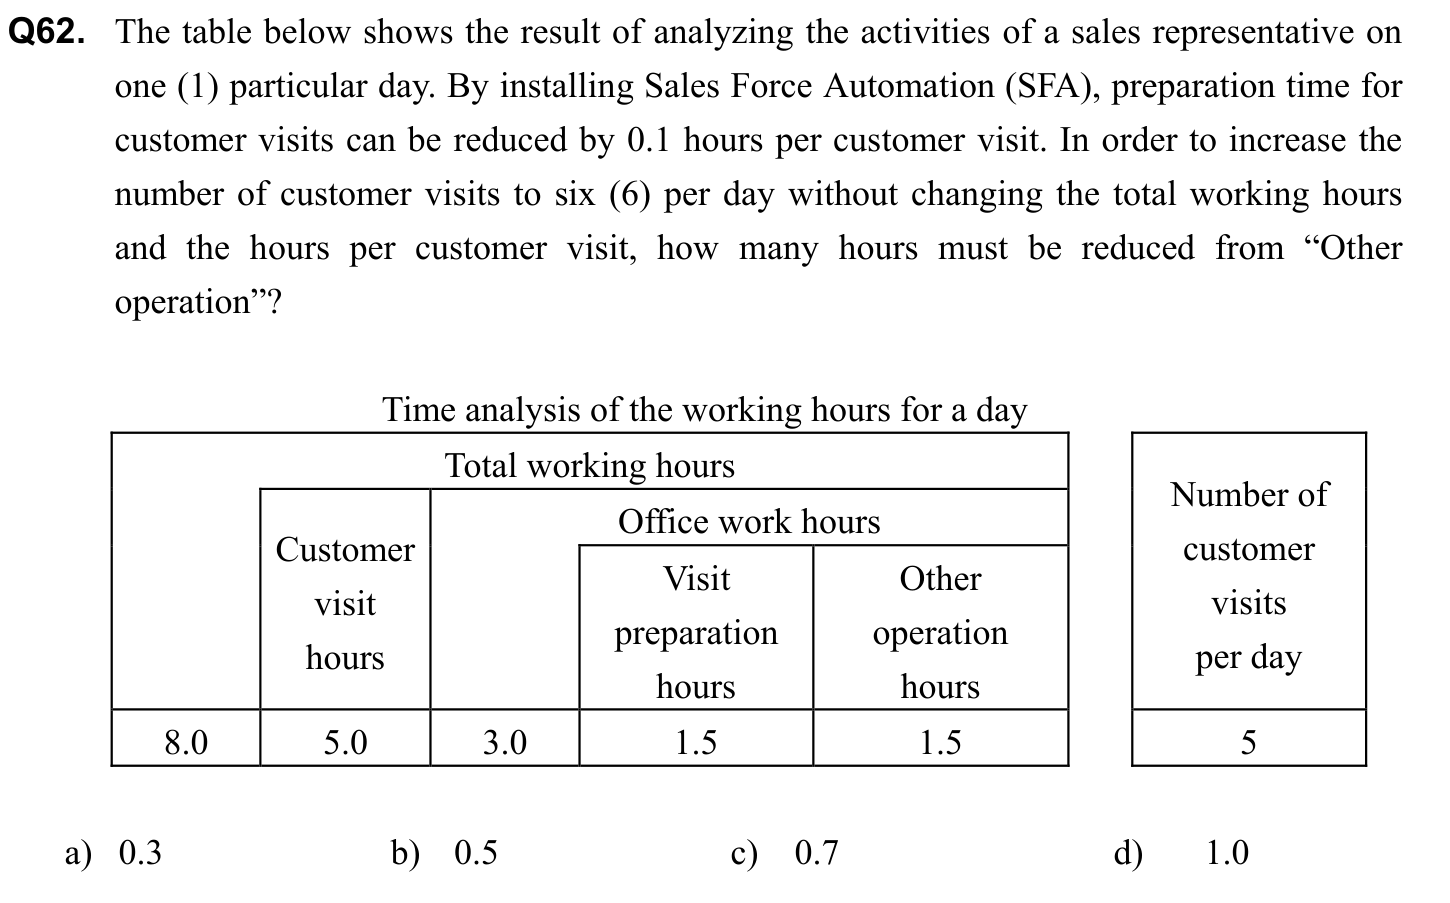 Q62. The table below shows the result of analyzing the activities of a sales representative on
one (1) particular day. By installing Sales Force Automation (SFA), preparation time for
customer visits can be reduced by 0.1 hours per customer visit. In order to increase the
number of customer visits to six (6) per day without changing the total working hours
and the hours per customer visit, how many hours must be reduced from “Other
operation”?
Time analysis of the working hours for a day
Total working hours
Customer
visit
hours
Office work hours
Visit
preparation
hours
Other
operation
hours
Number of
customer
visits
per day
8.0 5.0 3.0 1.5 1.5 5
a) 0.3 b) 0.5 c) 0.7 d) 1.0